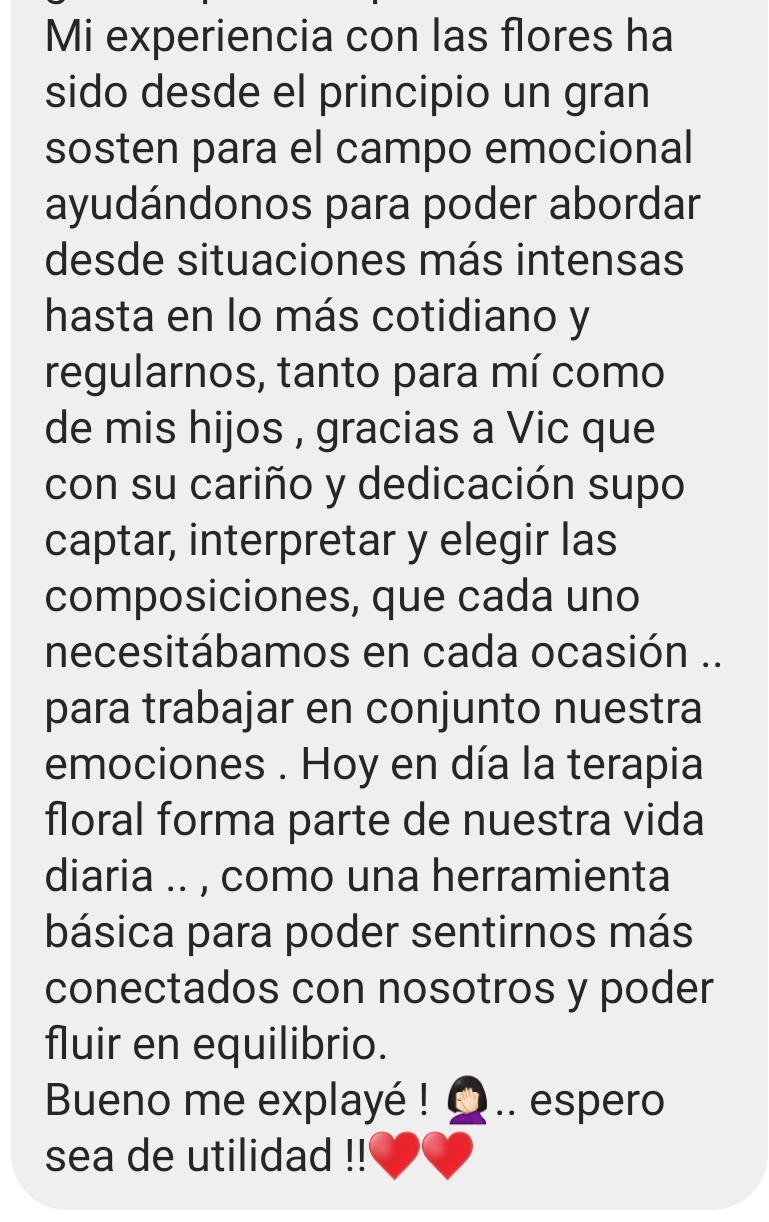 Mi experiencia con las flores ha
sido desde el principio un gran
sosten para el campo emocional
ayudándonos para poder abordar
desde situaciones más intensas
hasta en lo más cotidiano y
regularnos, tanto para mí como
de mis hijos , gracias a Vic que
con su cariño y dedicación supo
captar, interpretar y elegir las
composiciones, que cada uno
necesitábamos en cada ocasión ..
para trabajar en conjunto nuestra
emociones . Hoy en día la terapia
floral forma parte de nuestra vida
diaria .. , como una herramienta
básica para poder sentirnos más
conectados con nosotros y poder
fluir en equilibrio.
Bueno me explayé ! 🤦🏻‍♀️.. espero
sea de utilidad !!❤️❤️